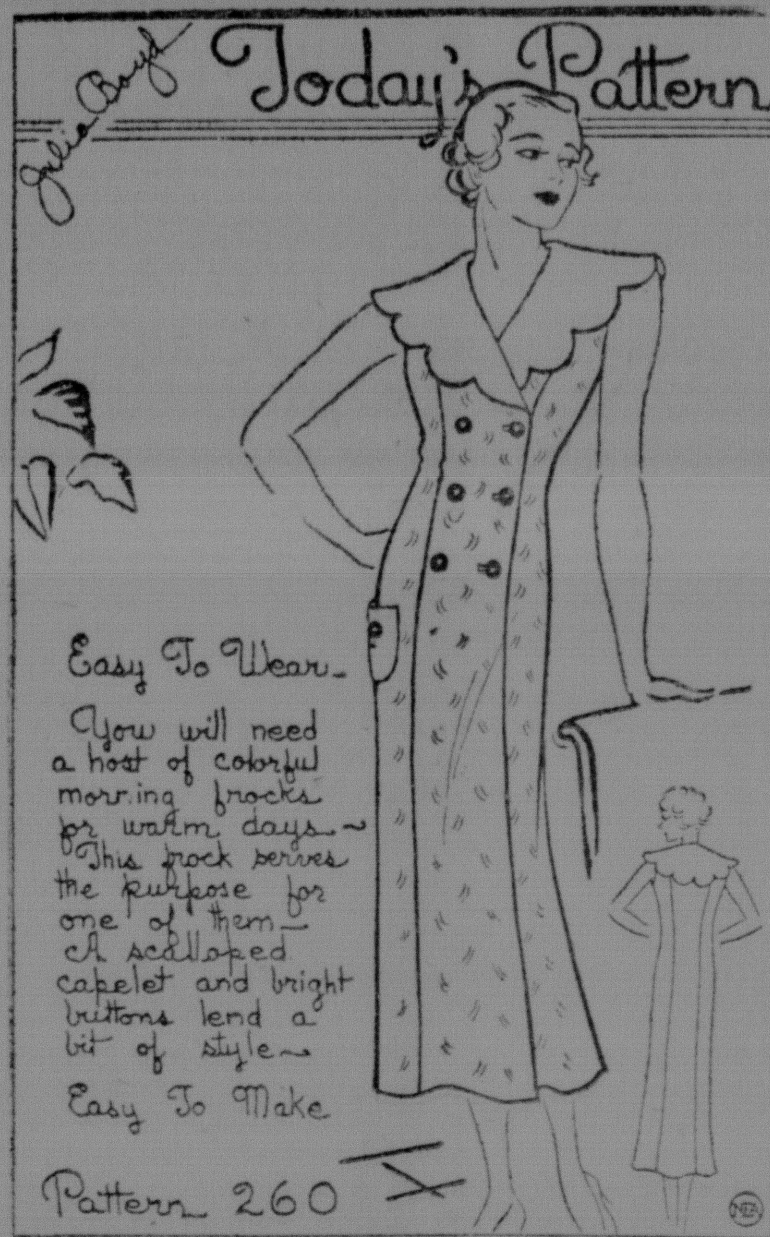 Julia Boyd
Today's Pattern
Easy To Wear—
You will need
a host of colorful
morning frocks
for warm days—
This frock serves
the purpose for
one of them—
A scalloped
capelet and bright
buttons lend a
bit of style—
Easy To Make
Pattern 260
NEA